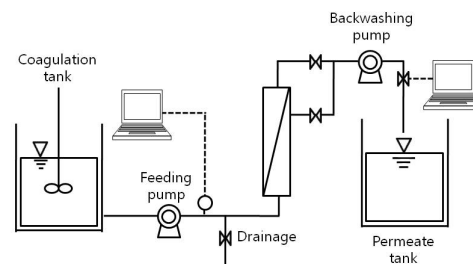 Backwashing
pump
Coagulation
tank
Feeding
pump
Drainage
Permeate
tank